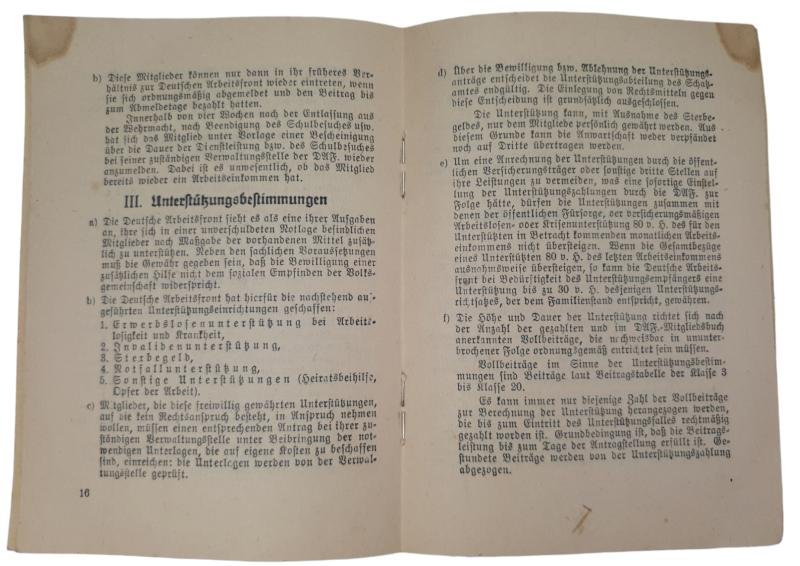 b) Diese Mitglieder können nur dann in ihr früheres Ver-
hältnis zur Deutschen Arbeitsfront wieder eintreten, wenn
sie sich ordnungsmäßig abgemeldet und den Beitrag bis
zum Abmeldetage bezahlt hatten.
Innerhalb von vier Wochen nach der Entlassung aus
der Wehrmacht, nach Beendigung des Schulbesuches usw.
hat sich das Mitglied unter Vorlage einer Bescheinigung
über die Dauer der Dienstleistung bzw. des Schulbesuches
bei seiner zuständigen Verwaltungsstelle der DAF. wieder
anzumelden. Dabei ist es unwesentlich, ob das Mitglied
bereits wieder ein Arbeitseinkommen hat.
III. Unterstützungsbestimmungen
a) Die Deutsche Arbeitsfront sieht es als eine ihrer Aufgaben
an, ihre sich in einer unverschuldeten Notlage befindlichen
Mitglieder nach Maßgabe der vorhandenen Mittel zusätz-
lich zu unterstützen. Neben den sachlichen Voraussetzungen
muß die Gewähr gegeben sein, daß die Bewilligung einer
zusätzlichen Hilfe nicht dem sozialen Empfinden der Volks-
gemeinschaft widerspricht.
b) Die Deutsche Arbeitsfront hat hierfür die nachstehend auf-
geführten Unterstützungseinrichtungen geschaffen:
1. Erwerbslosenunterstützung bei Arbeits-
losigkeit und Krankheit,
2. Invalidenunterstützung,
3. Sterbegeld,
4. Notfallunterstützung,
5. Sonstige Unterstützungen (Heiratsbeihilfe,
Opfer der Arbeit).
c) Mitglieder, die diese freiwillig gewährten Unterstützungen,
auf die kein Rechtsanspruch besteht, in Anspruch nehmen
wollen, müssen einen entsprechenden Antrag bei ihrer zu-
ständigen Verwaltungsstelle unter Beibringung der not-
wendigen Unterlagen, die auf eigene Kosten zu beschaffen
sind, einreichen; die Unterlagen werden von der Verwal-
tungsstelle geprüft.
16
d) Über die Bewilligung bzw. Ablehnung der Unterstützungs-
anträge entscheidet die Unterstützungsabteilung des Schatz-
amtes endgültig. Die Einlegung von Rechtsmitteln gegen
diese Entscheidung ist grundsätzlich ausgeschlossen.
Die Unterstützung kann, mit Ausnahme des Sterbe-
geldes, nur dem Mitglied persönlich gewährt werden. Aus
diesem Grunde kann die Anwartschaft weder verpfändet
noch auf Dritte übertragen werden.
e) Um eine Anrechnung der Unterstützungen durch die öffent-
lichen Versicherungsträger oder sonstige dritte Stellen auf
ihre Leistungen zu vermeiden, was eine sofortige Einstel-
lung der Unterstützungszahlungen durch die DAF. zur
Folge hätte, dürfen die Unterstützungen zusammen mit
denen der öffentlichen Fürsorge, der versicherungsmäßigen
Arbeitslosen- oder Krisenunterstützung 80 v. H. des für den
Unterstützten in Betracht kommenden monatlichen Arbeits-
einkommens nicht übersteigen. Wenn die Gesamtbezüge
eines Unterstützten 80 v. H. des letzten Arbeitseinkommens
ausnahmsweise übersteigen, so kann die Deutsche Arbeits-
front bei Bedürftigkeit des Unterstützungsempfängers eine
Unterstützung bis zu 30 v. H. desjenigen Unterstützungs-
richtsatzes, der dem Familienstand entspricht, gewähren.
f) Die Höhe und Dauer der Unterstützung richtet sich nach
der Anzahl der gezahlten und im DAF.-Mitgliedsbuch
anerkannten Vollbeiträge, die nachweisbar in ununter-
brochener Folge ordnungsgemäß entrichtet sein müssen.
Vollbeiträge im Sinne der Unterstützungsbestim-
mungen sind Beiträge laut Beitragstabelle der Klasse 3
bis Klasse 20.
Es kann immer nur diejenige Zahl der Vollbeiträge
zur Berechnung der Unterstützung herangezogen werden,
die bis zum Eintritt des Unterstützungsfalles rechtmäßig
gezahlt worden ist. Grundbedingung ist, daß die Beitrags-
leistung bis zum Tage der Antragstellung erfüllt ist. Ge-
stundete Beiträge werden von der Unterstützungszahlung
abgezogen.